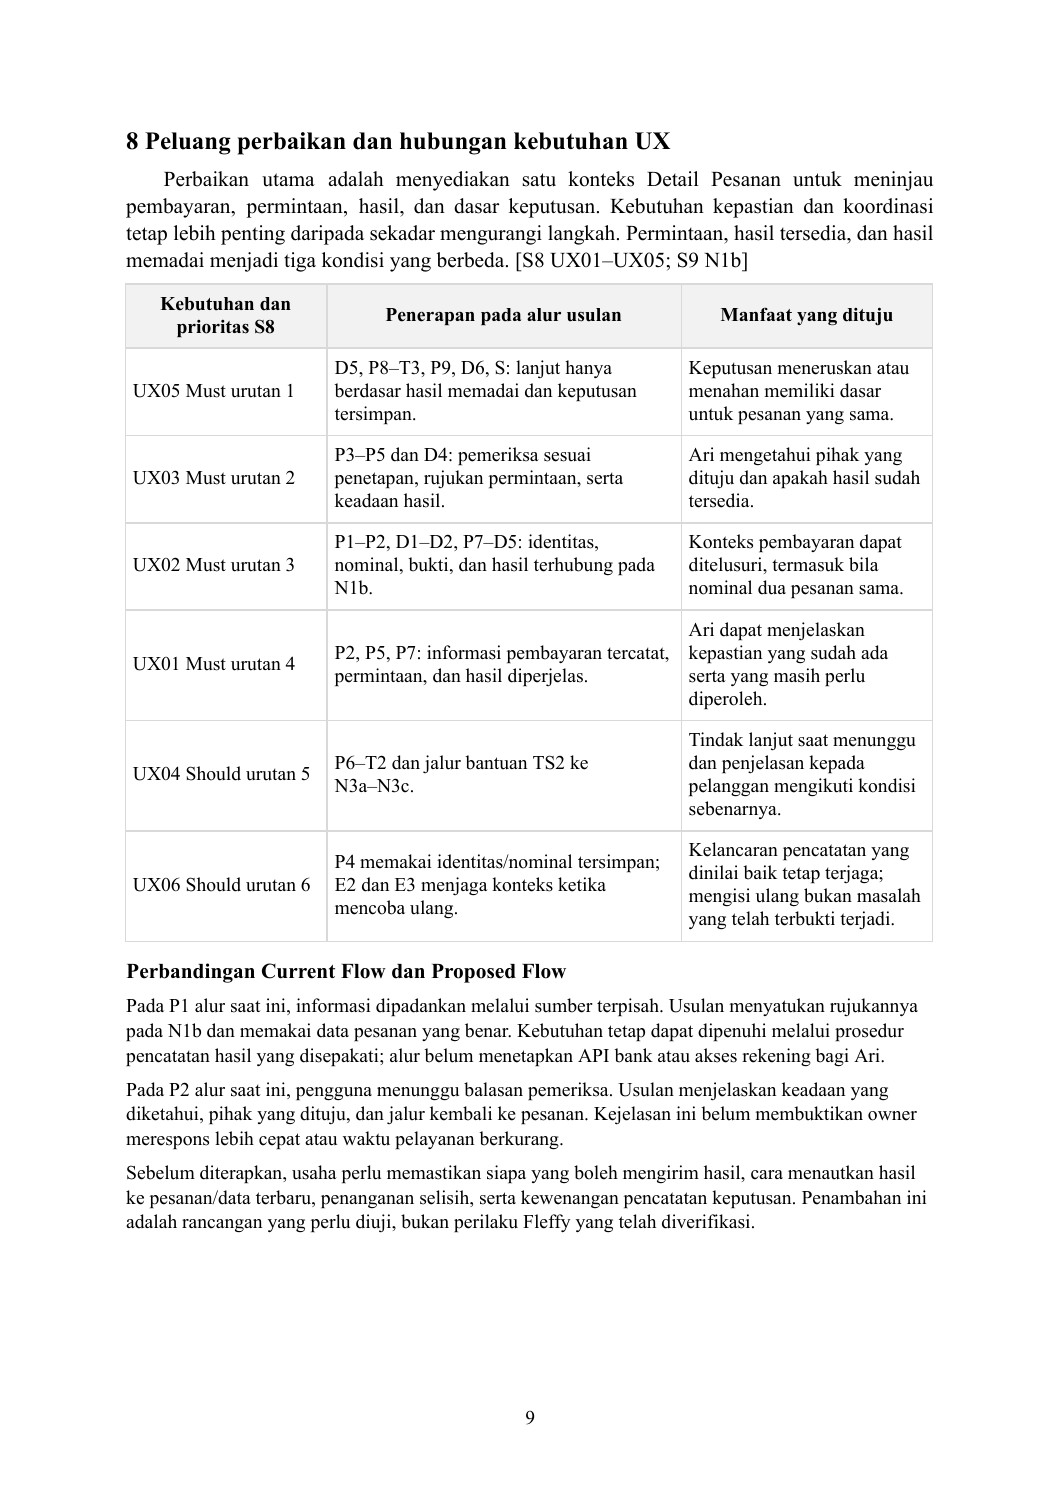 8 Peluang perbaikan dan hubungan kebutuhan UX
Perbaikan utama adalah menyediakan satu konteks Detail Pesanan untuk meninjau
pembayaran, permintaan, hasil, dan dasar keputusan. Kebutuhan kepastian dan koordinasi
tetap lebih penting daripada sekadar mengurangi langkah. Permintaan, hasil tersedia, dan hasil
memadai menjadi tiga kondisi yang berbeda. [S8 UX01–UX05; S9 N1b]
Kebutuhan dan
prioritas S8
Penerapan pada alur usulan
Manfaat yang dituju
UX05 Must urutan 1
D5, P8–T3, P9, D6, S: lanjut hanya
berdasar hasil memadai dan keputusan
tersimpan.
Keputusan meneruskan atau
menahan memiliki dasar
untuk pesanan yang sama.
UX03 Must urutan 2
P3–P5 dan D4: pemeriksa sesuai
penetapan, rujukan permintaan, serta
keadaan hasil.
Ari mengetahui pihak yang
dituju dan apakah hasil sudah
tersedia.
UX02 Must urutan 3
P1–P2, D1–D2, P7–D5: identitas,
nominal, bukti, dan hasil terhubung pada
N1b.
Konteks pembayaran dapat
ditelusuri, termasuk bila
nominal dua pesanan sama.
UX01 Must urutan 4
P2, P5, P7: informasi pembayaran tercatat,
permintaan, dan hasil diperjelas.
Ari dapat menjelaskan
kepastian yang sudah ada
serta yang masih perlu
diperoleh.
UX04 Should urutan 5
P6–T2 dan jalur bantuan TS2 ke
N3a–N3c.
Tindak lanjut saat menunggu
dan penjelasan kepada
pelanggan mengikuti kondisi
sebenarnya.
UX06 Should urutan 6
P4 memakai identitas/nominal tersimpan;
E2 dan E3 menjaga konteks ketika
mencoba ulang.
Kelancaran pencatatan yang
dinilai baik tetap terjaga;
mengisi ulang bukan masalah
yang telah terbukti terjadi.
Perbandingan Current Flow dan Proposed Flow
Pada P1 alur saat ini, informasi dipadankan melalui sumber terpisah. Usulan menyatukan rujukannya
pada N1b dan memakai data pesanan yang benar. Kebutuhan tetap dapat dipenuhi melalui prosedur
pencatatan hasil yang disepakati; alur belum menetapkan API bank atau akses rekening bagi Ari.
Pada P2 alur saat ini, pengguna menunggu balasan pemeriksa. Usulan menjelaskan keadaan yang
diketahui, pihak yang dituju, dan jalur kembali ke pesanan. Kejelasan ini belum membuktikan owner
merespons lebih cepat atau waktu pelayanan berkurang.
Sebelum diterapkan, usaha perlu memastikan siapa yang boleh mengirim hasil, cara menautkan hasil
ke pesanan/data terbaru, penanganan selisih, serta kewenangan pencatatan keputusan. Penambahan ini
adalah rancangan yang perlu diuji, bukan perilaku Fleffy yang telah diverifikasi.
9